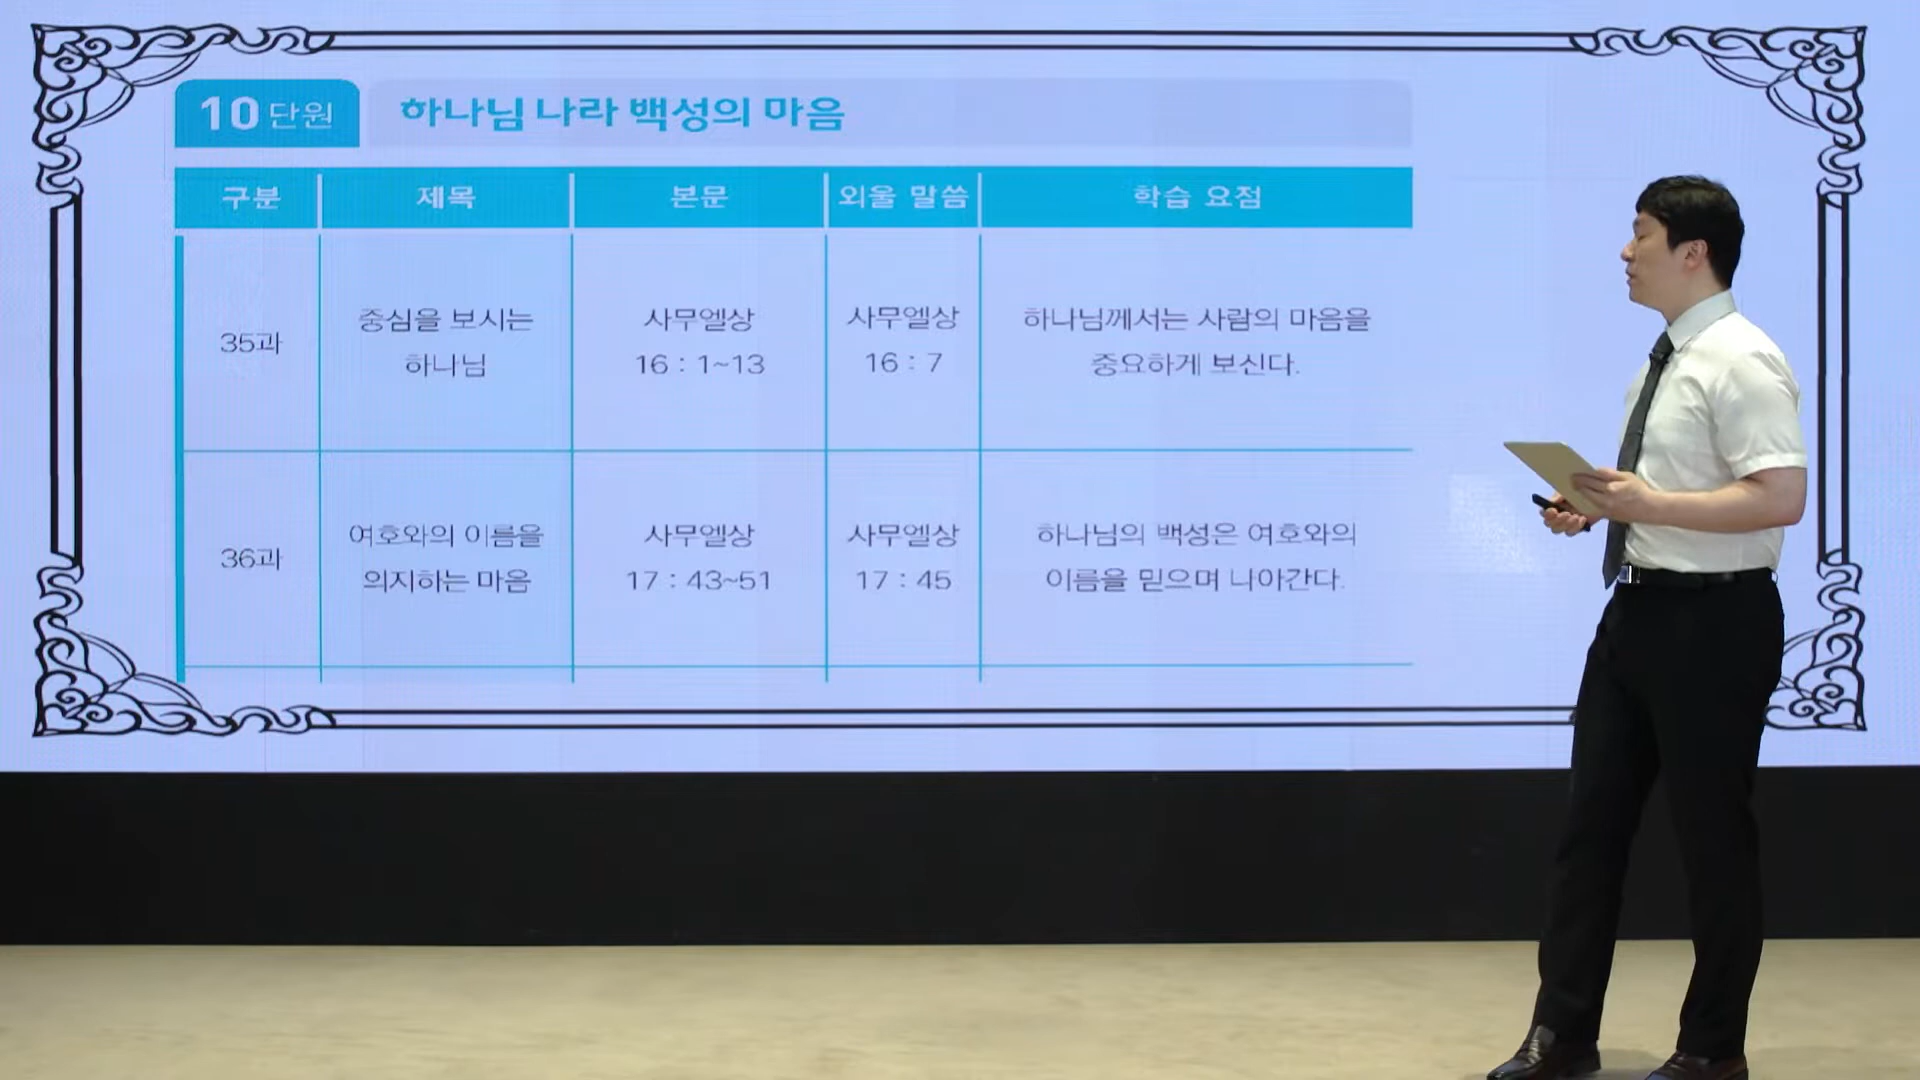 10 단원 하나님 나라 백성의 마음
구분 제목 본문 외울 말씀 학습 요점
35과
중심을 보시는
하나님
사무엘상
16 : 1~13
사무엘상
16 : 7
하나님께서는 사람의 마음을
중요하게 보신다.
36과
여호와의 이름을
의지하는 마음
사무엘상
17 : 43~51
사무엘상
17 : 45
하나님의 백성은 여호와의
이름을 믿으며 나아간다.